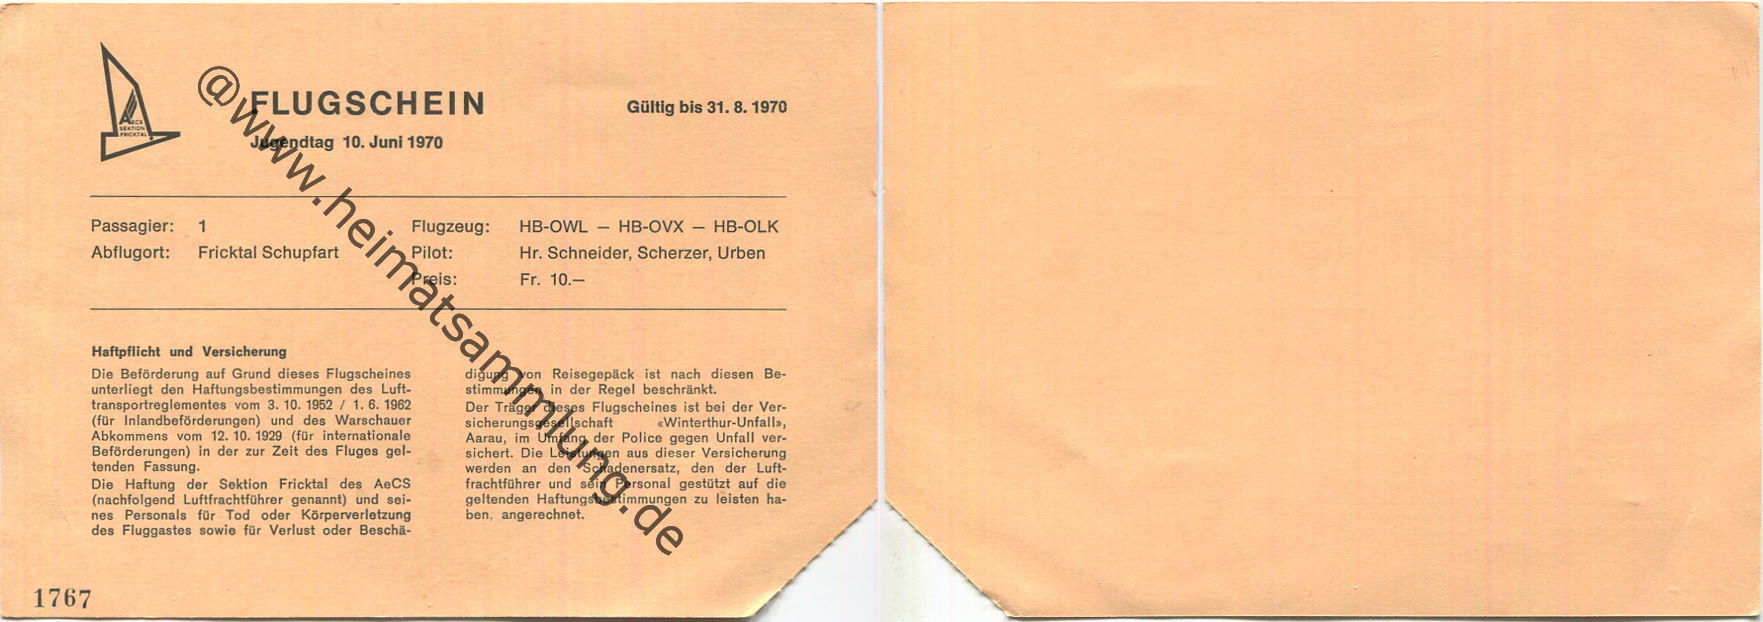 AeCS
SEKTION
FRICKTAL
FLUGSCHEIN
Jugendtag 10. Juni 1970
Gültig bis 31. 8. 1970
Passagier: 1
Abflugort: Fricktal Schupfart
Flugzeug: HB-OWL — HB-OVX — HB-OLK
Pilot: Hr. Schneider, Scherzer, Urben
Preis: Fr. 10.—
Haftpflicht und Versicherung
Die Beförderung auf Grund dieses Flugscheines
unterliegt den Haftungsbestimmungen des Luft-
transportreglementes vom 3. 10. 1952 / 1. 6. 1962
(für Inlandbeförderungen) und des Warschauer
Abkommens vom 12. 10. 1929 (für internationale
Beförderungen) in der zur Zeit des Fluges gel-
tenden Fassung.
Die Haftung der Sektion Fricktal des AeCS
(nachfolgend Luftfrachtführer genannt) und sei-
nes Personals für Tod oder Körperverletzung
des Fluggastes sowie für Verlust oder Beschä-
digung von Reisegepäck ist nach diesen Be-
stimmungen in der Regel beschränkt.
Der Träger dieses Flugscheines ist bei der Ver-
sicherungsgesellschaft «Winterthur-Unfall»,
Aarau, im Umfang der Police gegen Unfall ver-
sichert. Die Leistungen aus dieser Versicherung
werden an den Schadenersatz, den der Luft-
frachtführer und sein Personal gestützt auf die
geltenden Haftungsbestimmungen zu leisten ha-
ben, angerechnet.
1767
@www.heimatsammlung.de